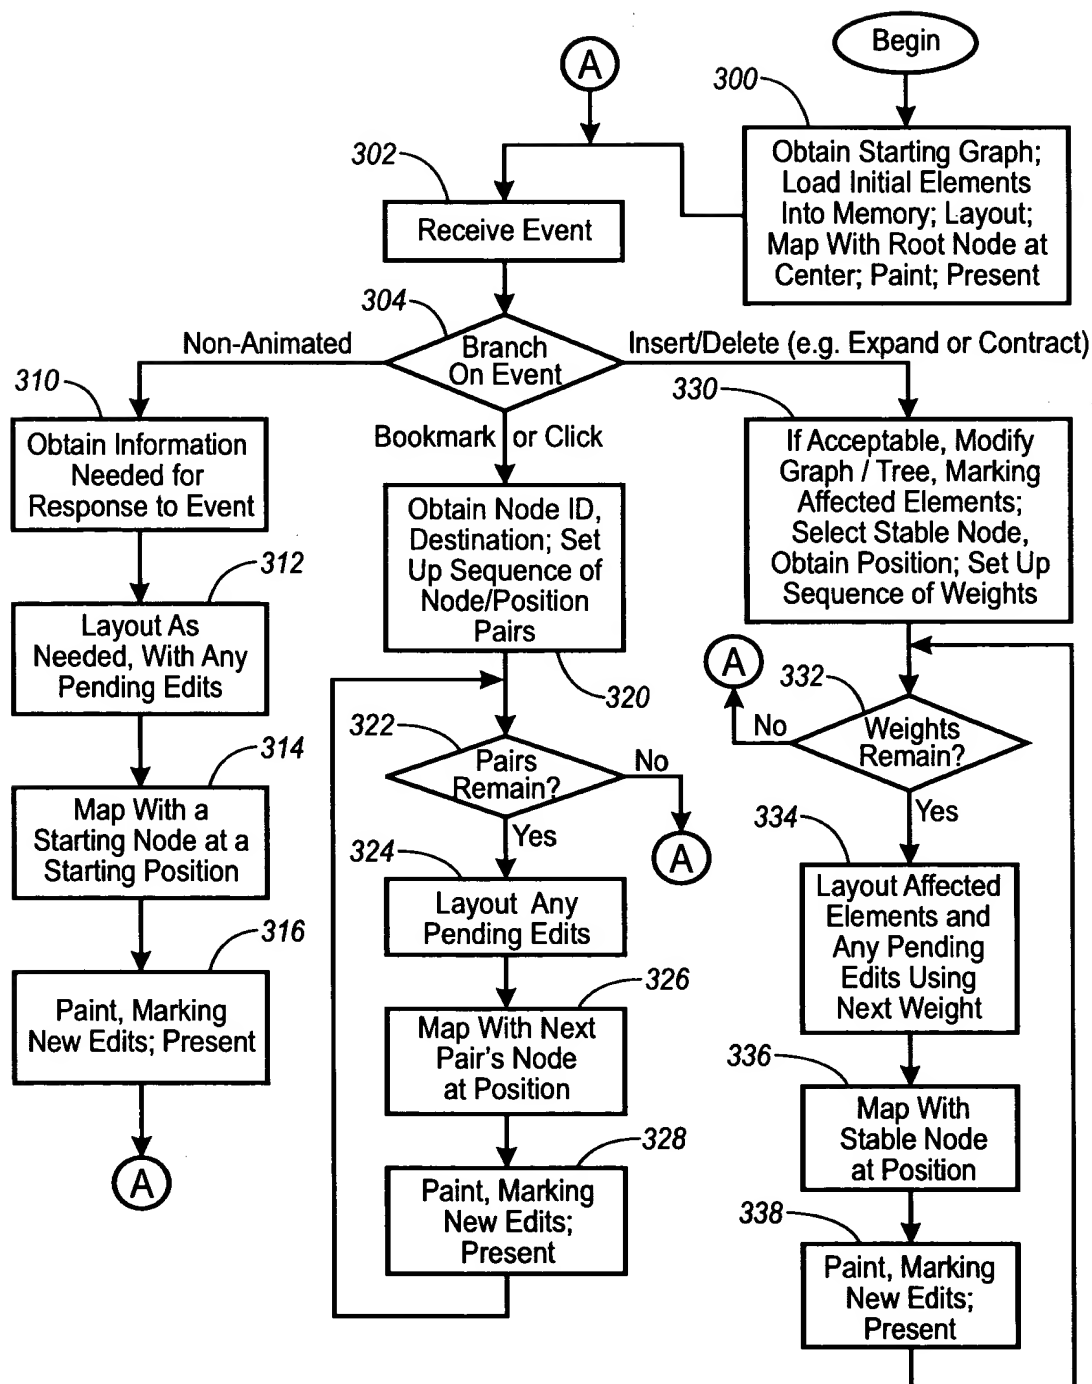 Begin
A
300
Obtain Starting Graph;
Load Initial Elements
Into Memory; Layout;
Map With Root Node at
Center; Paint; Present
302
Receive Event
304
Branch
On Event
Non-Animated
Insert/Delete (e.g. Expand or Contract)
Bookmark or Click
310
Obtain Information
Needed for
Response to Event
312
Layout As
Needed, With Any
Pending Edits
314
Map With a
Starting Node at a
Starting Position
316
Paint, Marking
New Edits; Present
A
Obtain Node ID,
Destination; Set
Up Sequence of
Node/Position
Pairs
320
322
Pairs
Remain?
No
A
Yes
324
Layout Any
Pending Edits
326
Map With Next
Pair's Node
at Position
328
Paint, Marking
New Edits;
Present
330
If Acceptable, Modify
Graph / Tree, Marking
Affected Elements;
Select Stable Node,
Obtain Position; Set Up
Sequence of Weights
A
332
No
Weights
Remain?
Yes
334
Layout Affected
Elements and
Any Pending
Edits Using
Next Weight
336
Map With
Stable Node
at Position
338
Paint, Marking
New Edits;
Present